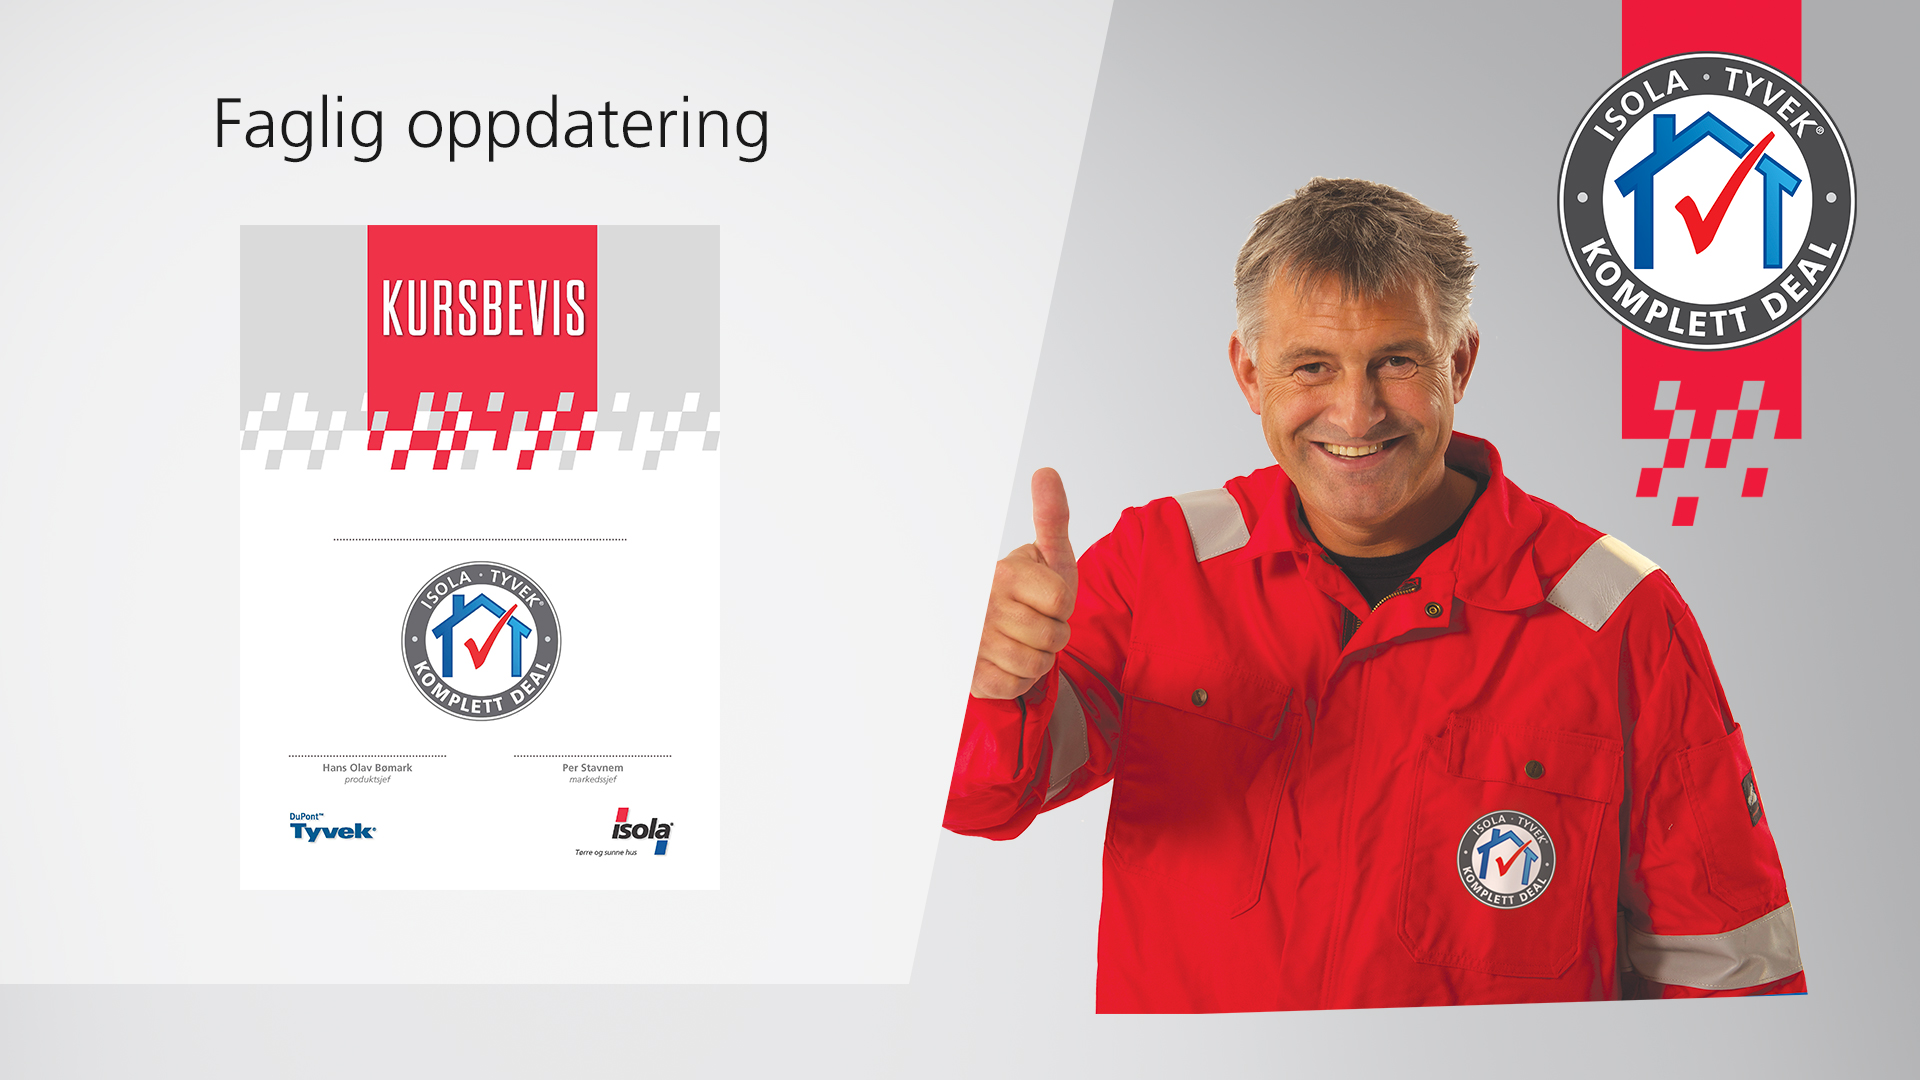 Faglig oppdatering
KURSBEVIS
ISOLA · TYVEK®
KOMPLETT DEAL
Hans Olav Bømark
produktsjef
Per Stavnem
markedssjef
DuPont™
Tyvek®
isola®
Tørre og sunne hus
ISOLA · TYVEK®
KOMPLETT DEAL
ISOLA · TYVEK®
KOMPLETT DEAL